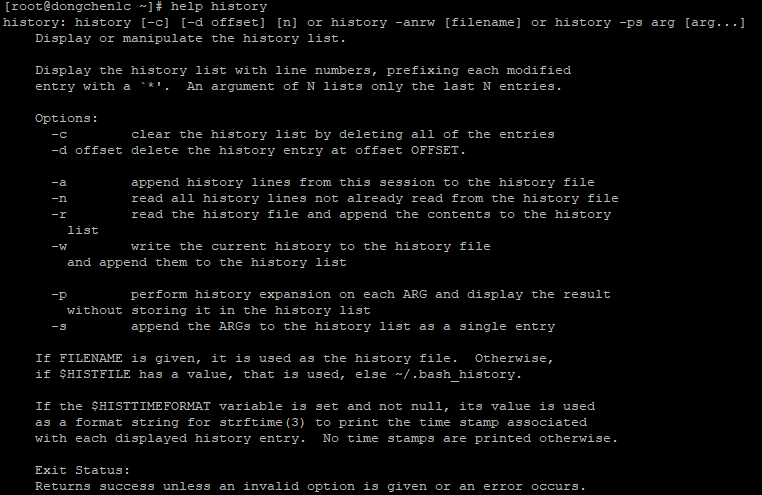 [root@dongchenlc ~]# help history
history: history [-c] [-d offset] [n] or history -anrw [filename] or history -ps arg [arg...]
Display or manipulate the history list.
Display the history list with line numbers, prefixing each modified
entry with a `*'.  An argument of N lists only the last N entries.
Options:
-c        clear the history list by deleting all of the entries
-d offset delete the history entry at offset OFFSET.
-a        append history lines from this session to the history file
-n        read all history lines not already read from the history file
-r        read the history file and append the contents to the history
list
-w        write the current history to the history file
and append them to the history list
-p        perform history expansion on each ARG and display the result
without storing it in the history list
-s        append the ARGs to the history list as a single entry
If FILENAME is given, it is used as the history file.  Otherwise,
if $HISTFILE has a value, that is used, else ~/.bash_history.
If the $HISTTIMEFORMAT variable is set and not null, its value is used
as a format string for strftime(3) to print the time stamp associated
with each displayed history entry.  No time stamps are printed otherwise.
Exit Status:
Returns success unless an invalid option is given or an error occurs.